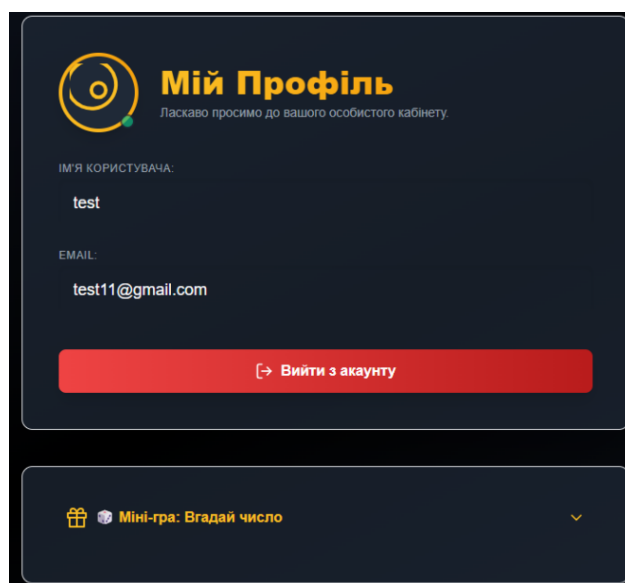 Мій Профіль
Ласкаво просимо до вашого особистого кабінету.
ІМ'Я КОРИСТУВАЧА:
test
EMAIL:
test11@gmail.com
Вийти з акаунту
Міні-гра: Вгадай число